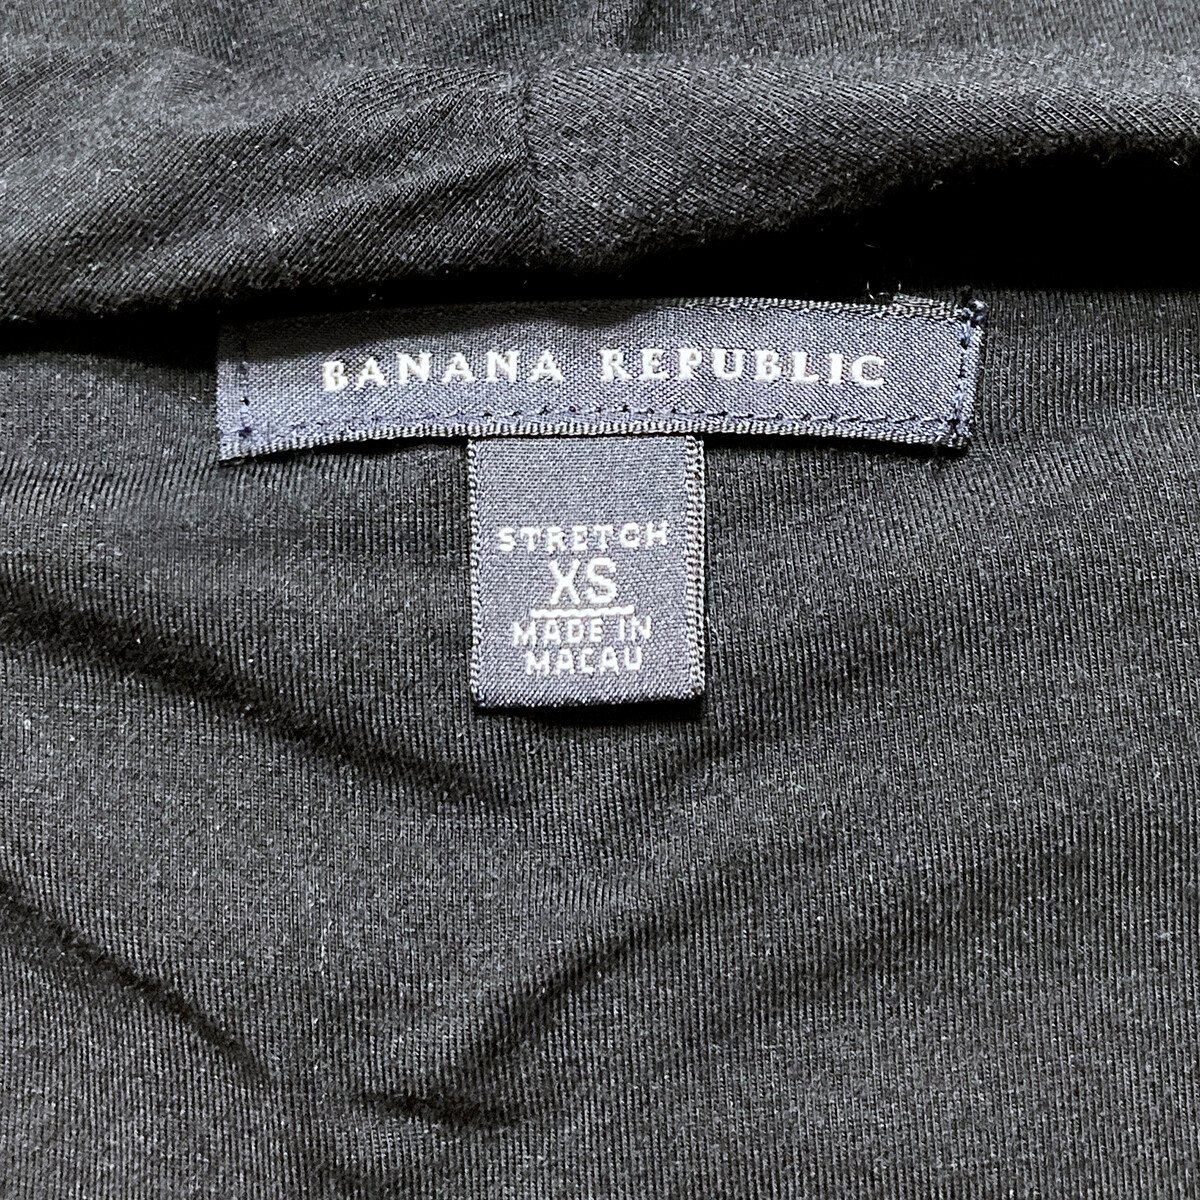 BANANA REPUBLIC
STRETCH
XS
MADE IN
MACAU